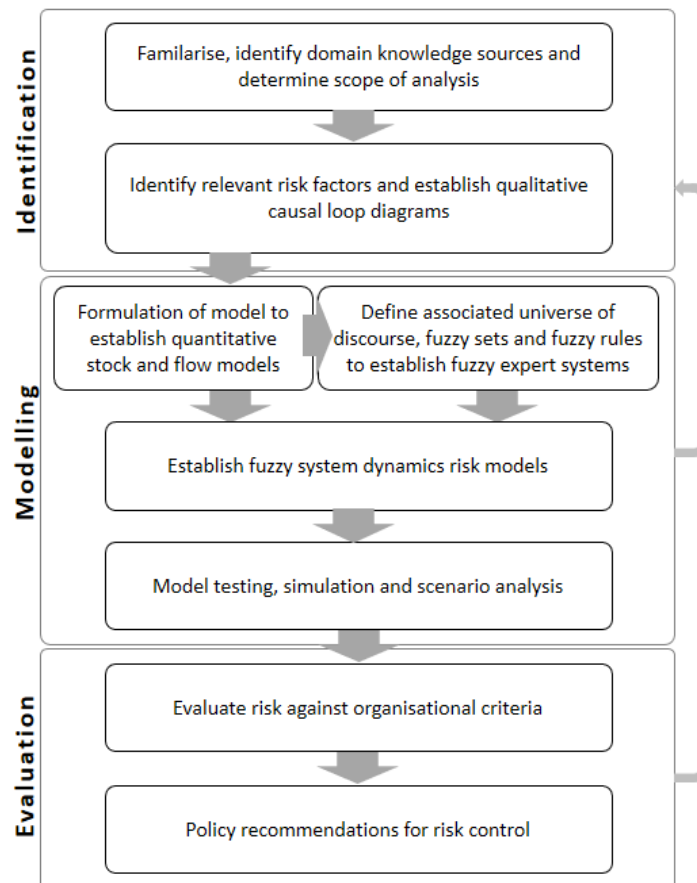 Identification
Familarise, identify domain knowledge sources and
determine scope of analysis
Identify relevant risk factors and establish qualitative
causal loop diagrams
Modelling
Formulation of model to
establish quantitative
stock and flow models
Define associated universe of
discourse, fuzzy sets and fuzzy rules
to establish fuzzy expert systems
Establish fuzzy system dynamics risk models
Model testing, simulation and scenario analysis
Evaluation
Evaluate risk against organisational criteria
Policy recommendations for risk control